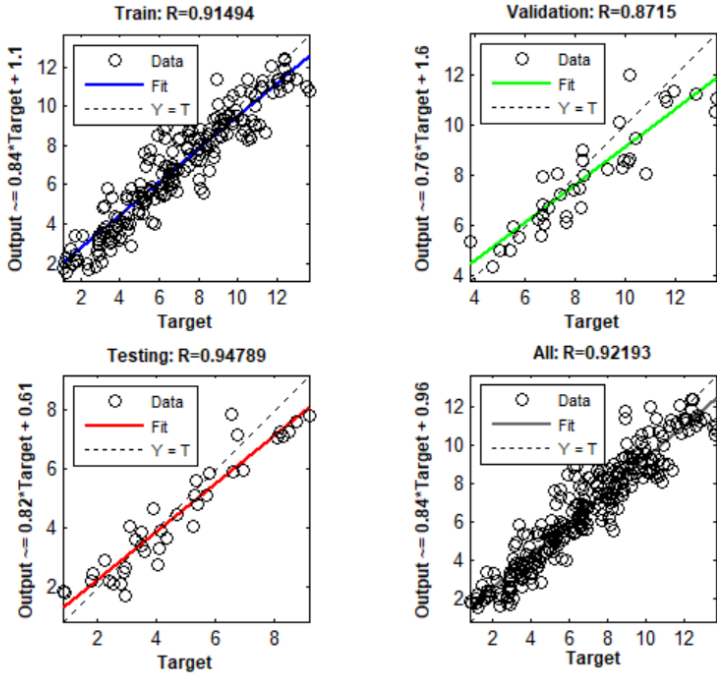 Train: R=0.91494
Output ~= 0.84*Target + 1.1
12
10
8
6
4
2
Data
Fit
Y = T
2 4 6 8 10 12
Target
Validation: R=0.8715
Output ~= 0.76*Target + 1.6
14
12
10
8
6
4
Data
Fit
Y = T
4 6 8 10 12
Target
Testing: R=0.94789
Output ~= 0.82*Target + 0.61
8
6
4
2
Data
Fit
Y = T
2 4 6 8
Target
All: R=0.92193
Output ~= 0.84*Target + 0.96
12
10
8
6
4
2
Data
Fit
Y = T
2 4 6 8 10 12
Target